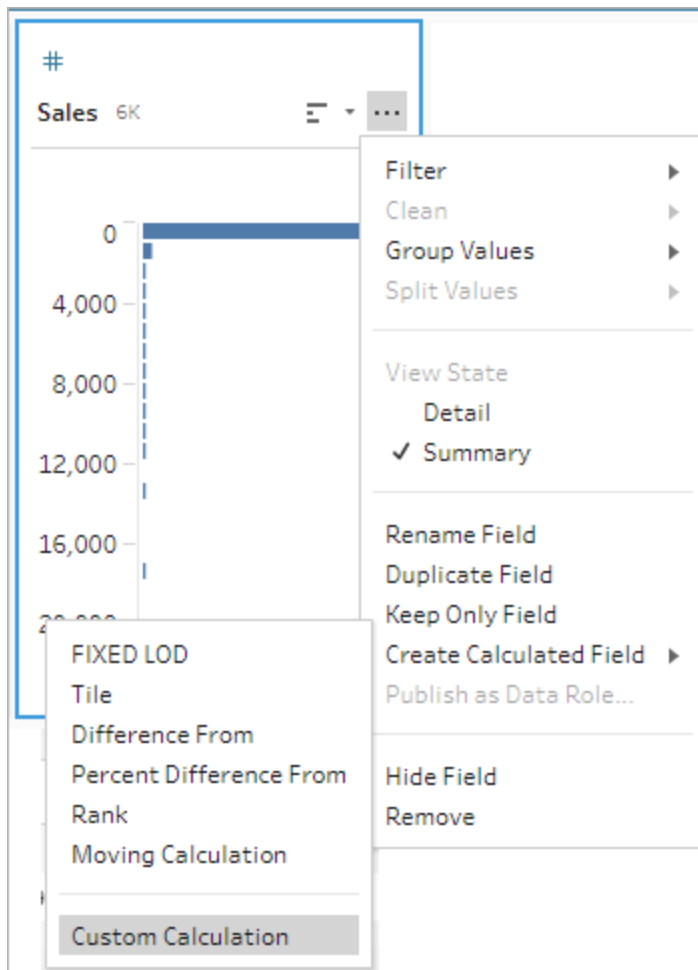 #
Sales 6K
Filter
Clean
Group Values
Split Values
View State
Detail
✓ Summary
Rename Field
Duplicate Field
Keep Only Field
Create Calculated Field
Publish as Data Role...
Hide Field
Remove
0
4,000
8,000
12,000
16,000
FIXED LOD
Tile
Difference From
Percent Difference From
Rank
Moving Calculation
Custom Calculation